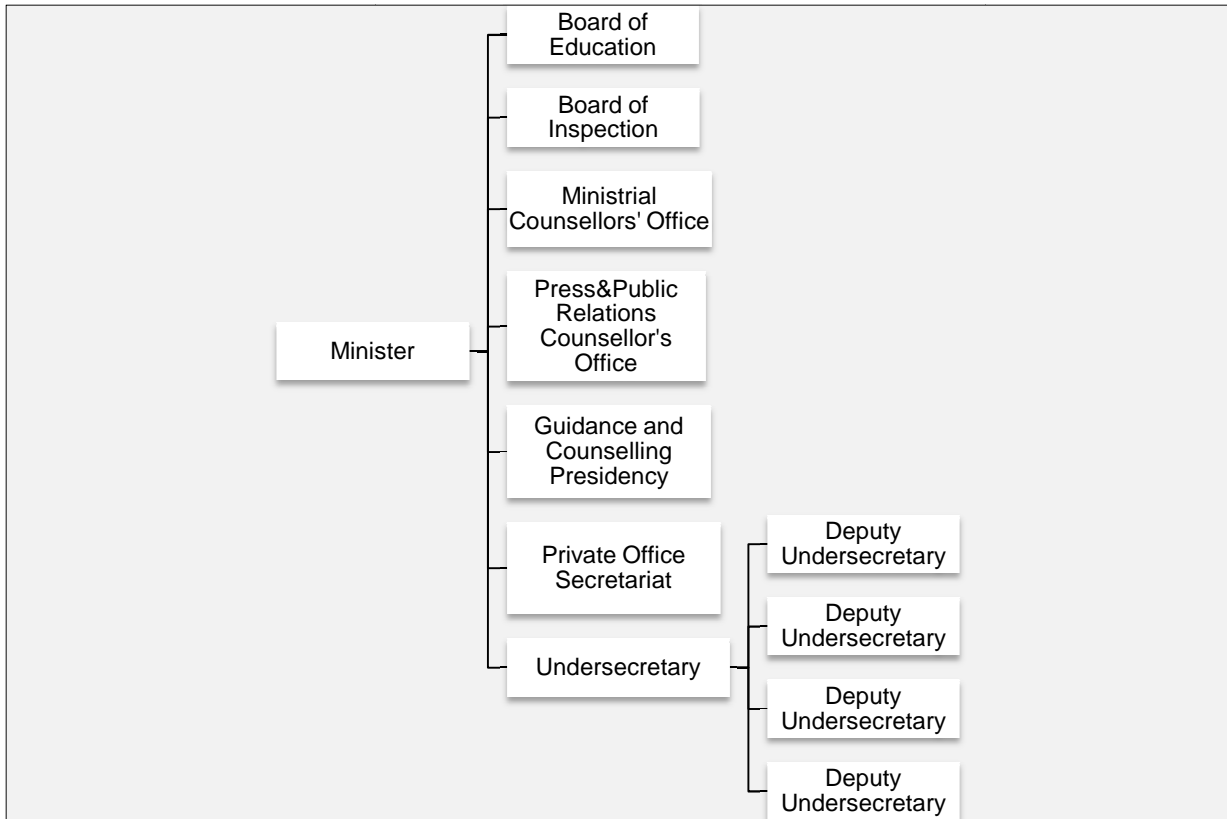 Board of
Education
Board of
Inspection
Ministrial
Counsellors' Office
Press&Public
Relations
Counsellor's
Office
Minister
Guidance and
Counselling
Presidency
Private Office
Secretariat
Undersecretary
Deputy
Undersecretary
Deputy
Undersecretary
Deputy
Undersecretary
Deputy
Undersecretary